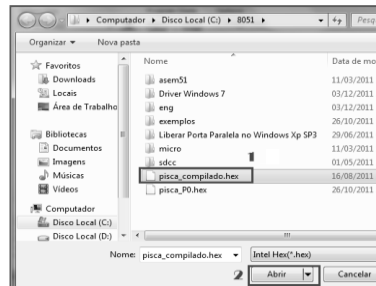 Computador ▸ Disco Local (C:) ▸ 8051 ▸ Pesq
Organizar Nova pasta
Nome Data de mo
Favoritos
Downloads
Locais
Área de Trabalho
Bibliotecas
Documentos
Imagens
Músicas
Vídeos
Computador
Disco Local (C:)
Disco Local (D:)
asem51 11/03/2011
Driver Windows 7 03/12/2011
eng 03/12/2011
exemplos 26/10/2011
Liberar Porta Paralela no Windows Xp SP3 29/06/2011
micro 11/03/2011
sdcc 01/05/2011
1
pisca_compilado.hex 16/08/2011
pisca_P0.hex 26/10/2011
Nome: pisca_compilado.hex Intel Hex(*.hex)
2 Abrir Cancelar